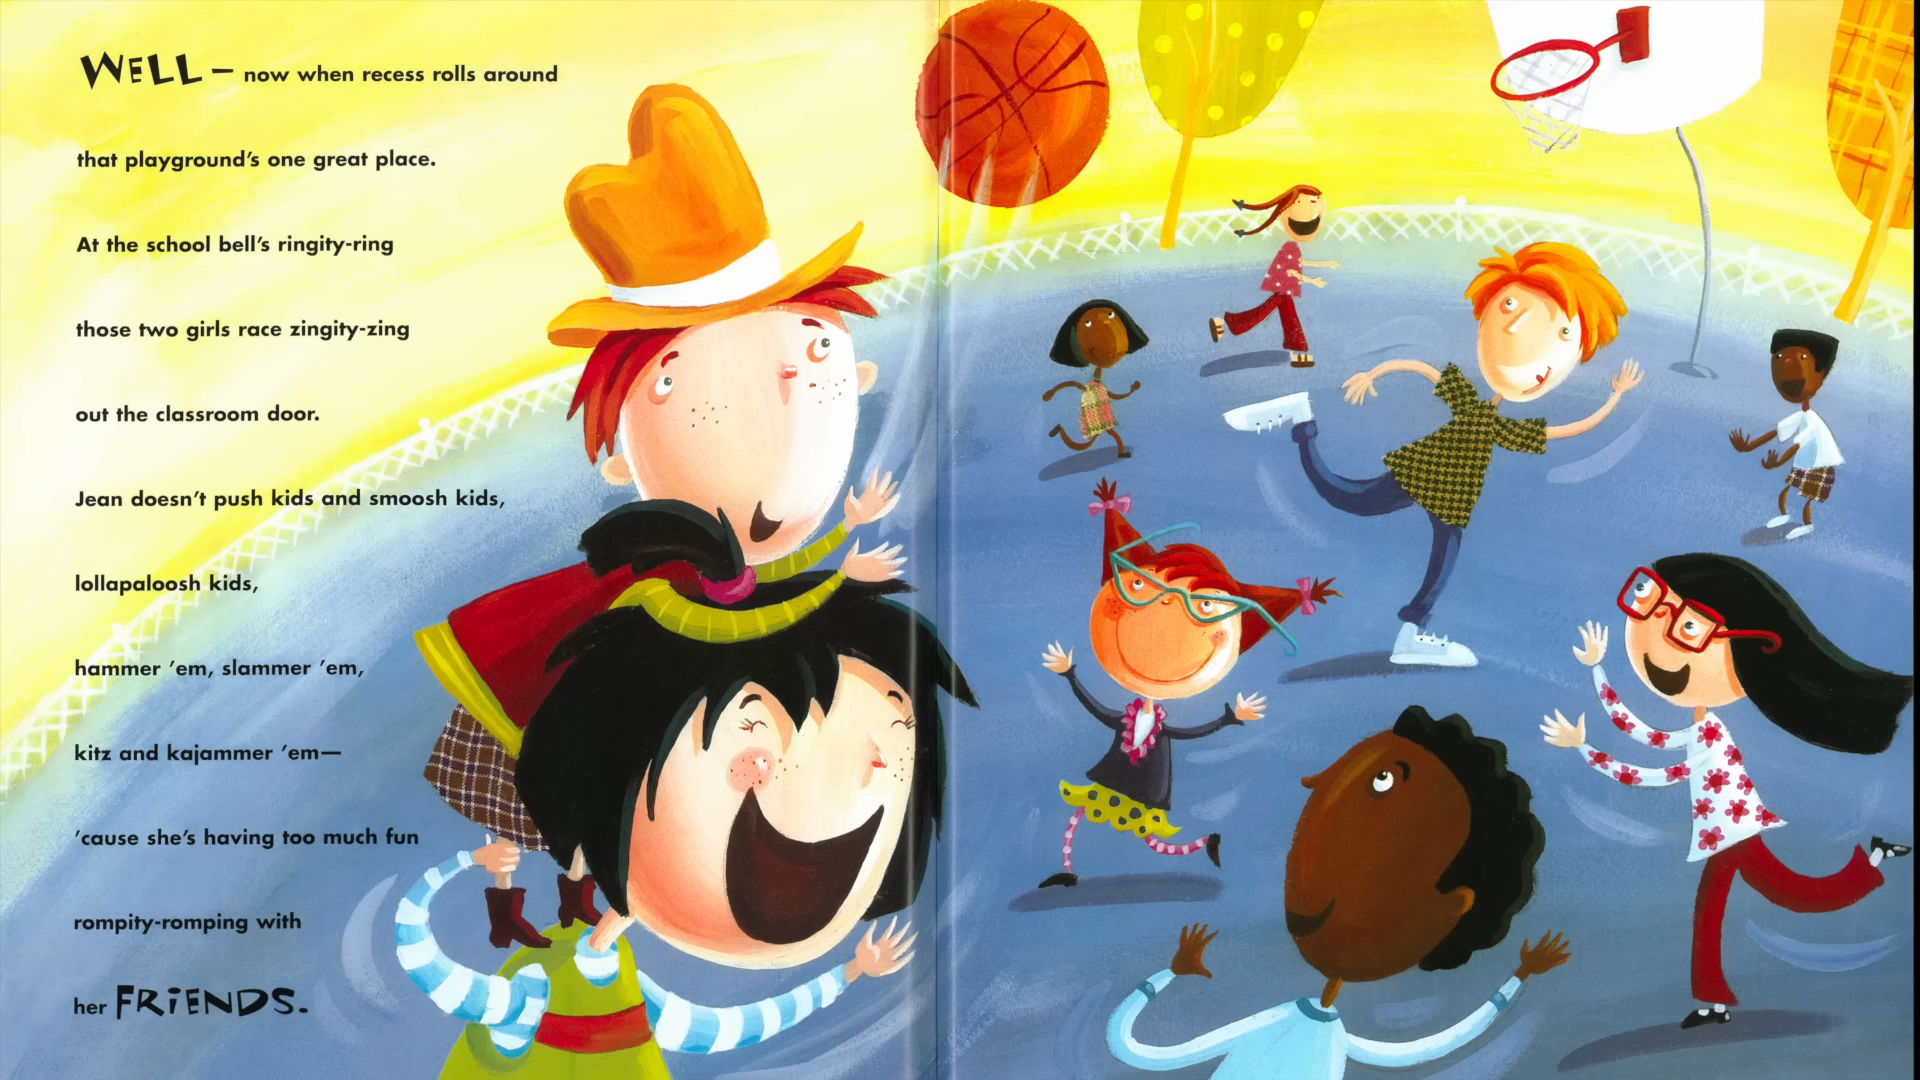 WELL — now when recess rolls around
that playground's one great place.
At the school bell's ringity-ring
those two girls race zingity-zing
out the classroom door.
Jean doesn't push kids and smoosh kids,
lollapaloosh kids,
hammer 'em, slammer 'em,
kitz and kajammer 'em—
'cause she's having too much fun
rompity-romping with
her FRiENDS.